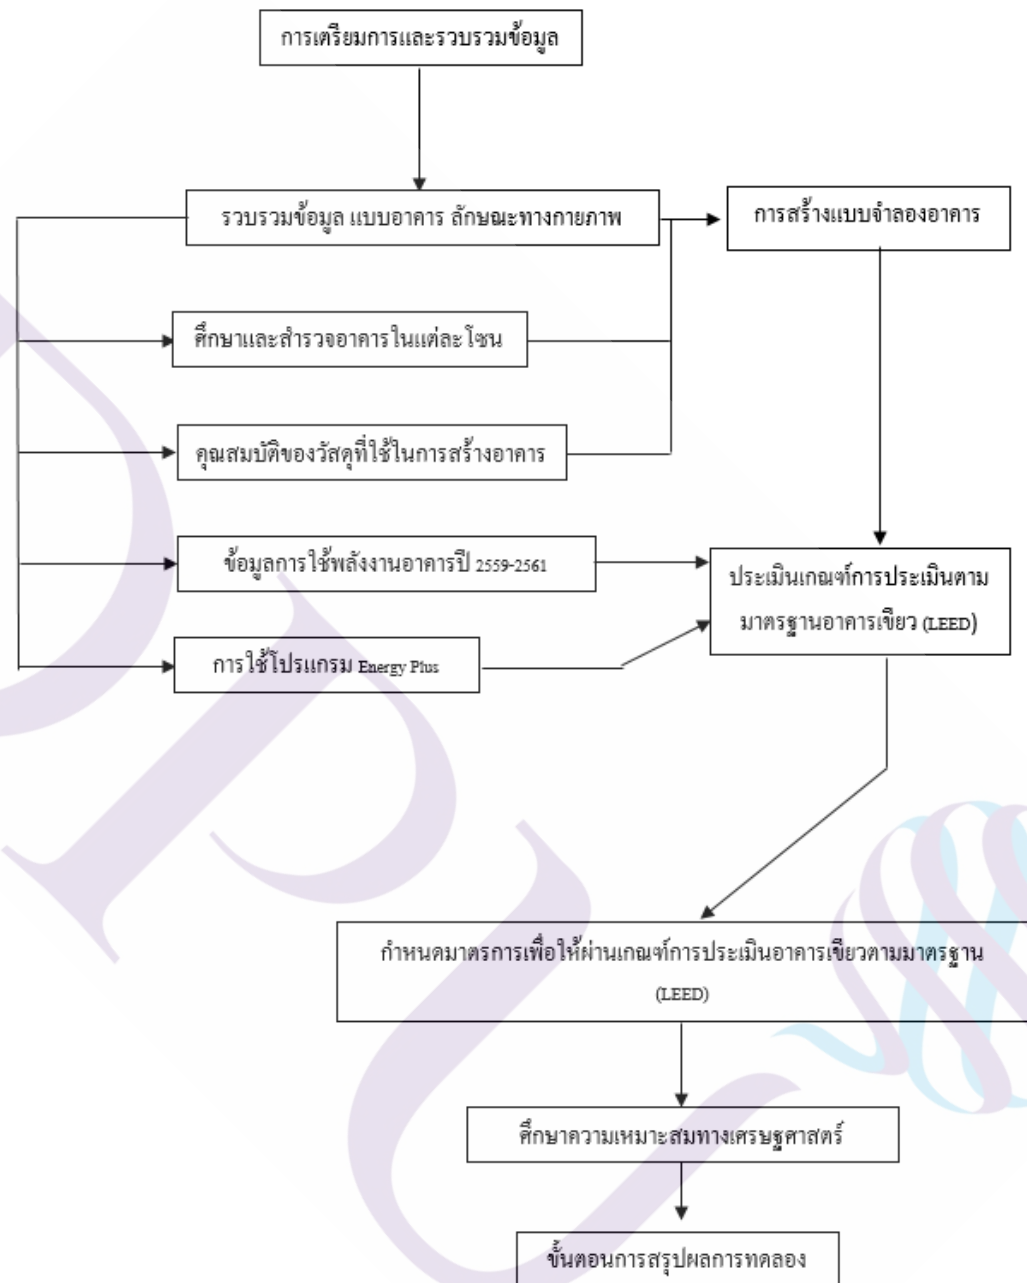 การเตรียมการและรวบรวมข้อมูล
รวบรวมข้อมูล แบบอาคาร ลักษณะทางกายภาพ
การสร้างแบบจำลองอาคาร
ศึกษาและสำรวจอาคารในแต่ละโซน
คุณสมบัติของวัสดุที่ใช้ในการสร้างอาคาร
ข้อมูลการใช้พลังงานอาคารปี 2559-2561
ประเมินเกณฑ์การประเมินตาม
มาตรฐานอาคารเขียว (LEED)
การใช้โปรแกรม Energy Plus
กำหนดมาตรการเพื่อให้ผ่านเกณฑ์การประเมินอาคารเขียวตามมาตรฐาน
(LEED)
ศึกษาความเหมาะสมทางเศรษฐศาสตร์
ขั้นตอนการสรุปผลการทดลอง
DPU